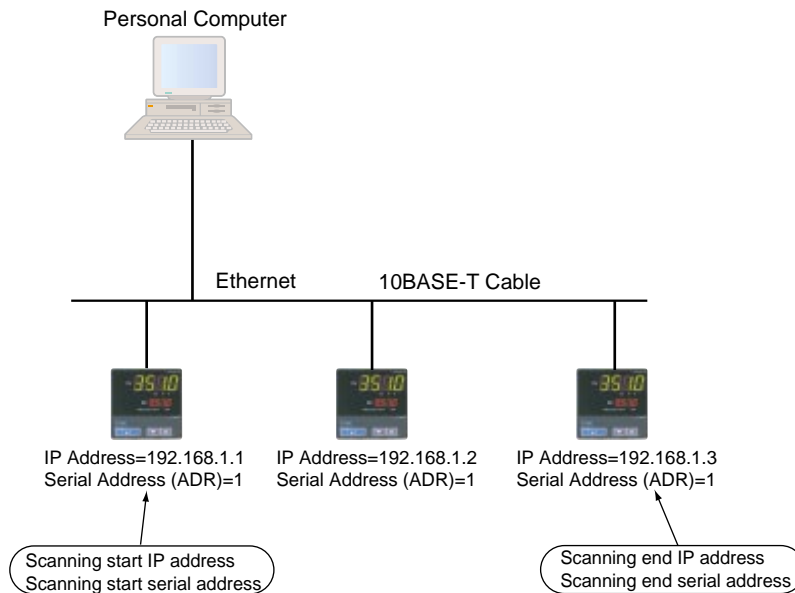 Personal Computer
Ethernet
10BASE-T Cable
IP Address=192.168.1.1
Serial Address (ADR)=1
IP Address=192.168.1.2
Serial Address (ADR)=1
IP Address=192.168.1.3
Serial Address (ADR)=1
Scanning start IP address
Scanning start serial address
Scanning end IP address
Scanning end serial address